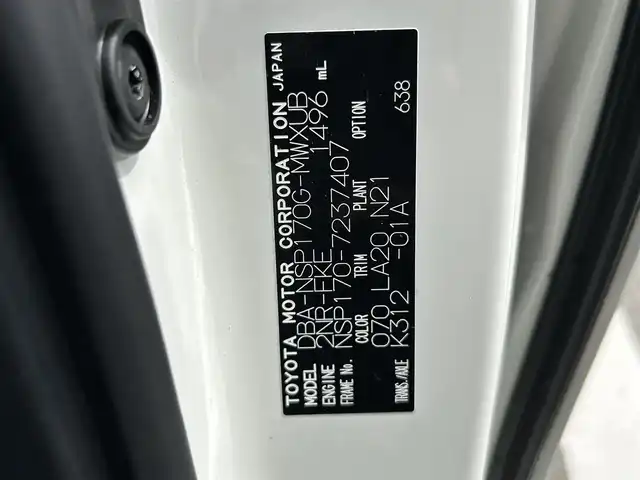 TOYOTA MOTOR CORPORATION JAPAN
MODEL DBA-NSP170G-MWXUB
ENGINE 2NR-FKE 1496 mL
FRAME No. NSP170-7237407
COLOR TRIM PLANT OPTION
070 LA20 N21
TRANS./AXLE K312 -01A 638